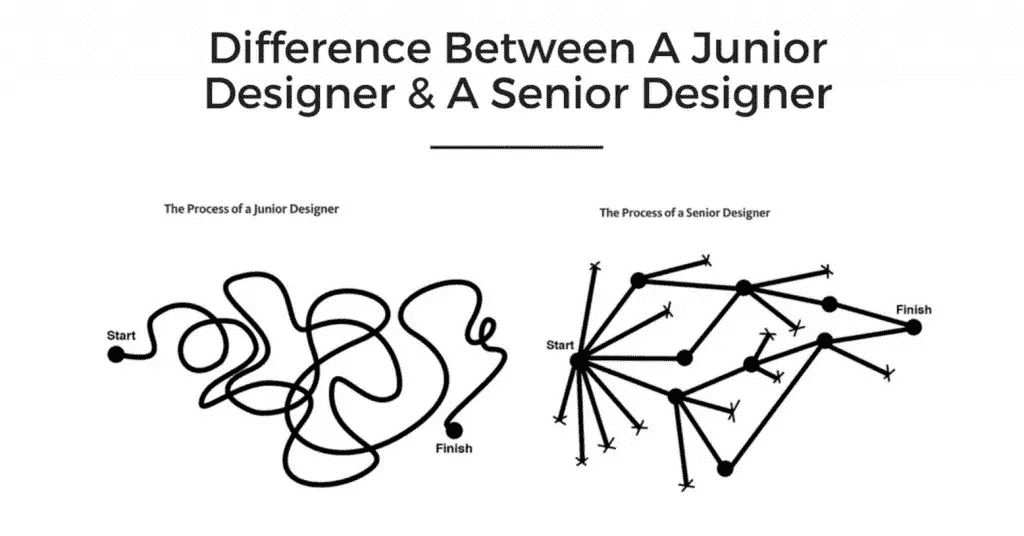 Difference Between A Junior
Designer & A Senior Designer
The Process of a Junior Designer
Start
Finish
The Process of a Senior Designer
Start
Finish